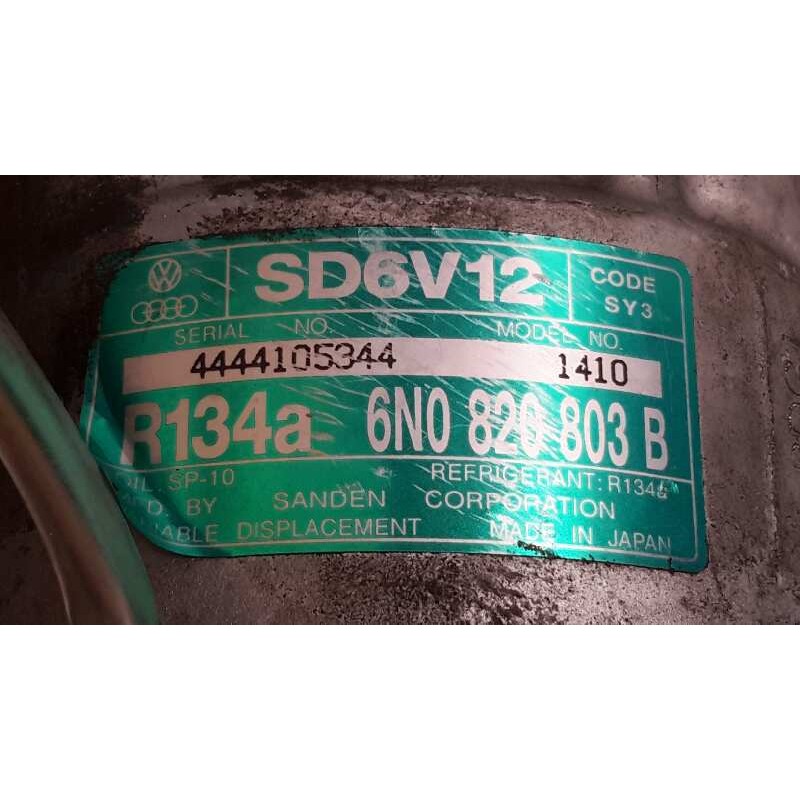 SD6V12
CODE
SY3
SERIAL NO. MODEL NO.
4444105344 1410
R134a 6N0 820 803 B
SP-10 REFRIGERANT: R134a
BY SANDEN CORPORATION
DISPLACEMENT MADE IN JAPAN